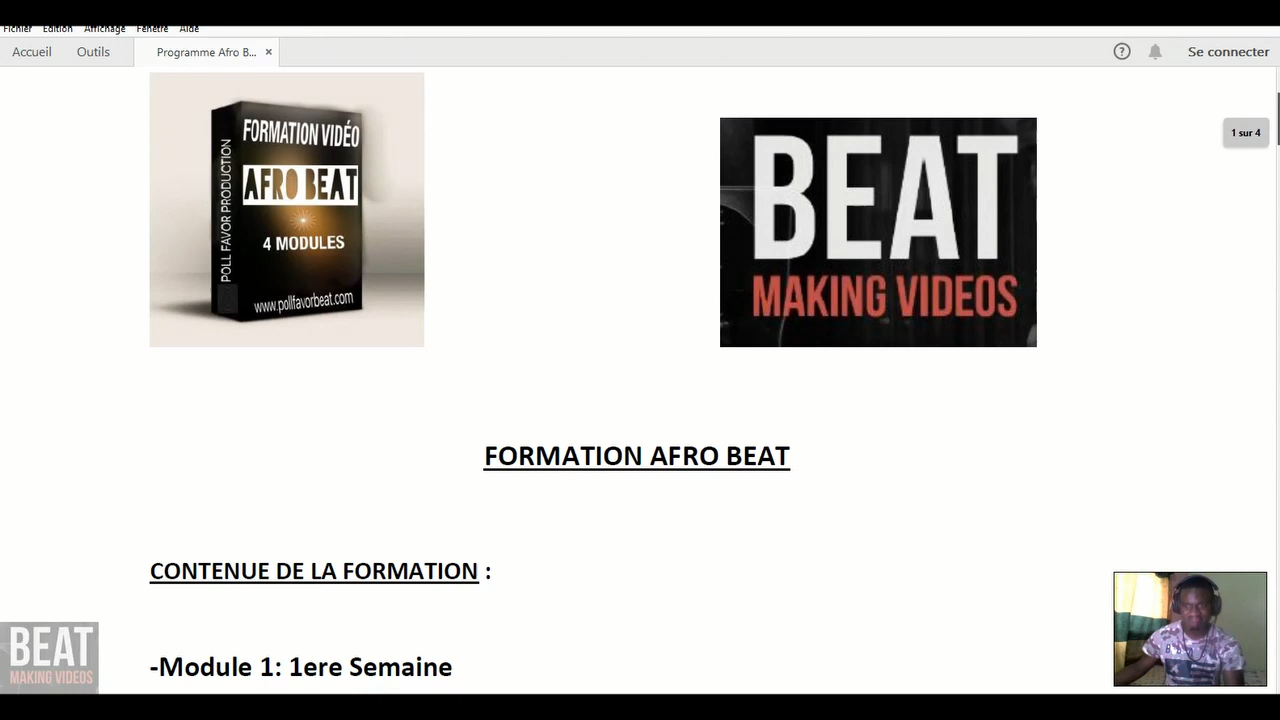 Fichier Edition Affichage Fenêtre Aide
Accueil Outils Programme Afro B... × ? Se connecter
1 sur 4
FORMATION VIDÉO
AFRO BEAT
4 MODULES
www.pollfavorbeat.com
POLL FAVOR PRODUCTION
BEAT
MAKING VIDEOS
FORMATION AFRO BEAT
CONTENUE DE LA FORMATION :
-Module 1: 1ere Semaine
BEAT
MAKING VIDEOS